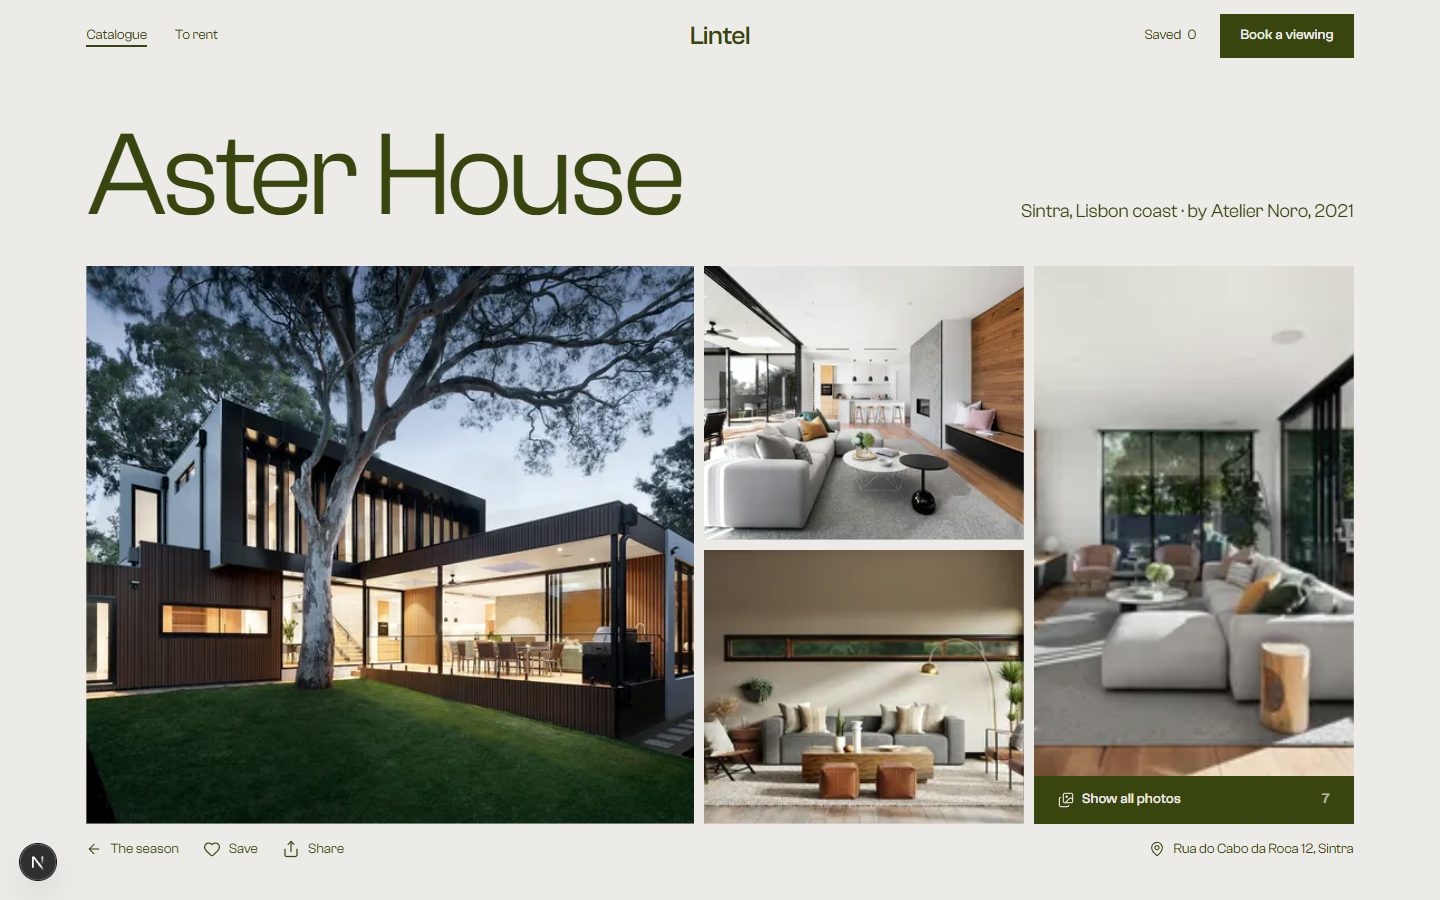 Catalogue
To rent
Lintel
Saved 0
Book a viewing
Aster House
Sintra, Lisbon coast · by Atelier Noro, 2021
Show all photos
7
N
The season
Save
Share
Rua do Cabo da Roca 12, Sintra